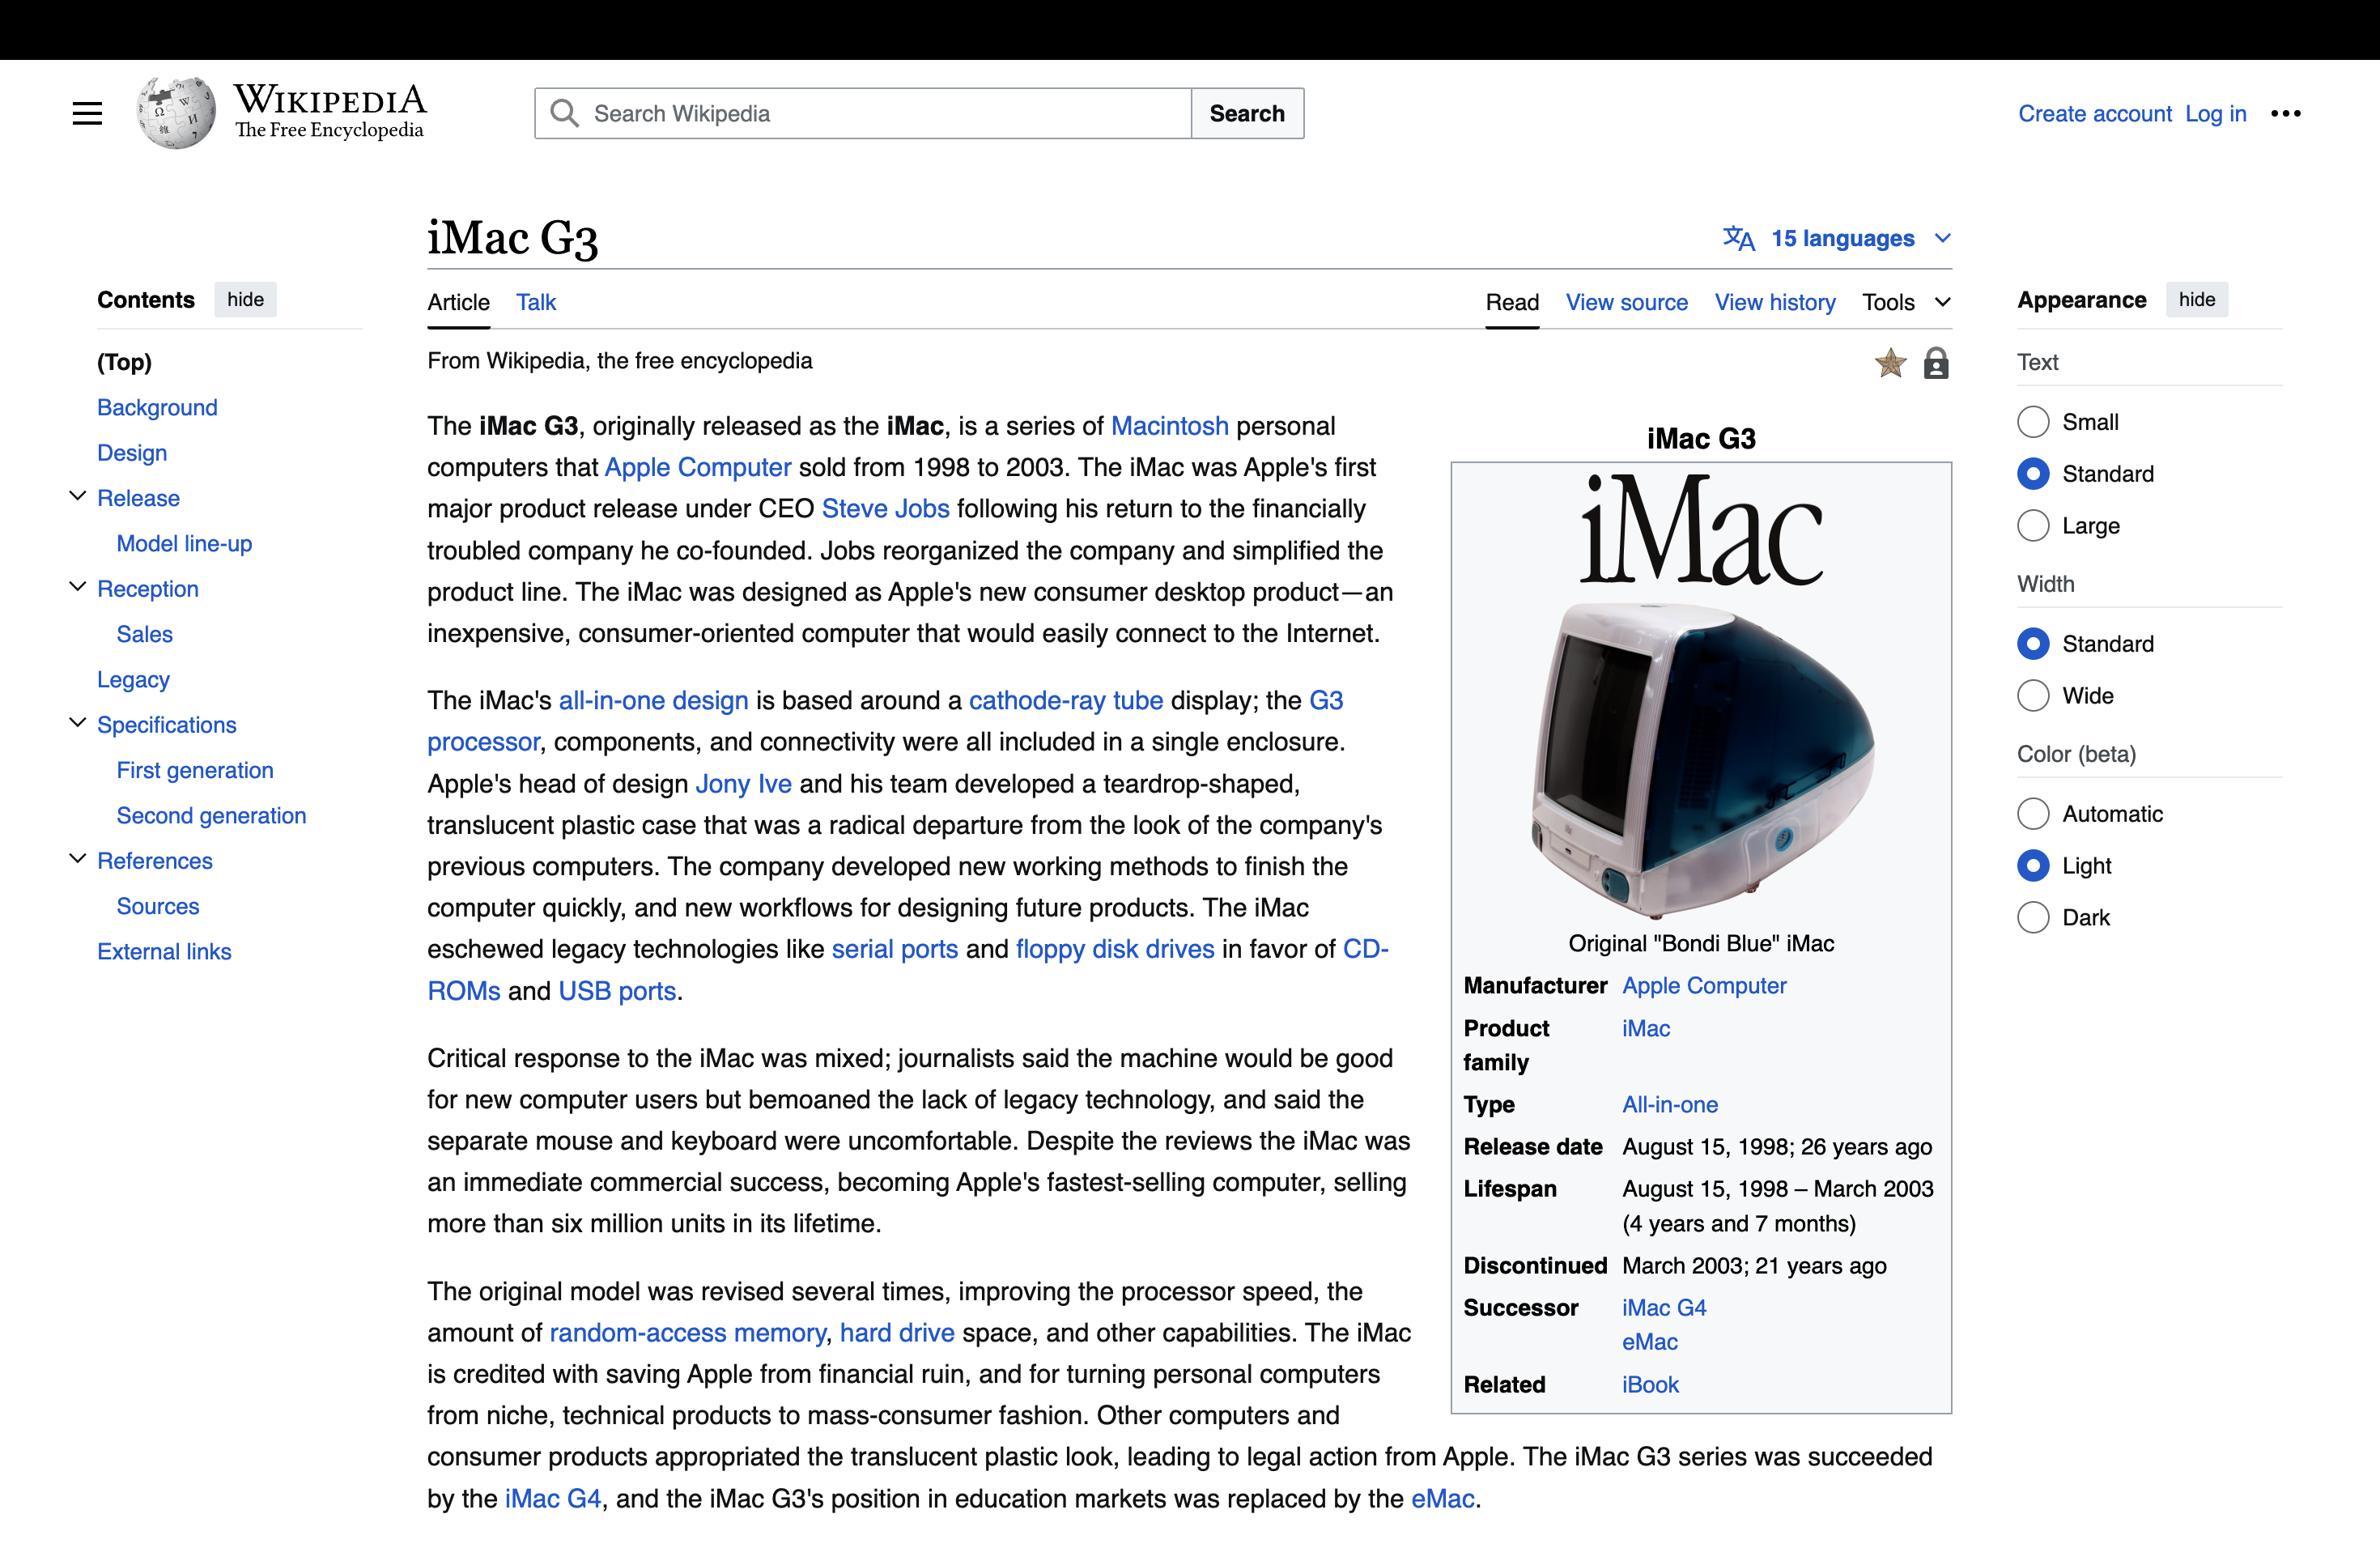 WIKIPEDIA
The Free Encyclopedia
Search Wikipedia
Search
Create account Log in
iMac G3
15 languages
Contents hide
(Top)
Background
Design
Release
Model line-up
Reception
Sales
Legacy
Specifications
First generation
Second generation
References
Sources
External links
Article Talk
Read View source View history Tools
From Wikipedia, the free encyclopedia
The iMac G3, originally released as the iMac, is a series of Macintosh personal
computers that Apple Computer sold from 1998 to 2003. The iMac was Apple's first
major product release under CEO Steve Jobs following his return to the financially
troubled company he co-founded. Jobs reorganized the company and simplified the
product line. The iMac was designed as Apple's new consumer desktop product—an
inexpensive, consumer-oriented computer that would easily connect to the Internet.
The iMac's all-in-one design is based around a cathode-ray tube display; the G3
processor, components, and connectivity were all included in a single enclosure.
Apple's head of design Jony Ive and his team developed a teardrop-shaped,
translucent plastic case that was a radical departure from the look of the company's
previous computers. The company developed new working methods to finish the
computer quickly, and new workflows for designing future products. The iMac
eschewed legacy technologies like serial ports and floppy disk drives in favor of CD-
ROMs and USB ports.
Critical response to the iMac was mixed; journalists said the machine would be good
for new computer users but bemoaned the lack of legacy technology, and said the
separate mouse and keyboard were uncomfortable. Despite the reviews the iMac was
an immediate commercial success, becoming Apple's fastest-selling computer, selling
more than six million units in its lifetime.
The original model was revised several times, improving the processor speed, the
amount of random-access memory, hard drive space, and other capabilities. The iMac
is credited with saving Apple from financial ruin, and for turning personal computers
from niche, technical products to mass-consumer fashion. Other computers and
consumer products appropriated the translucent plastic look, leading to legal action from Apple. The iMac G3 series was succeeded
by the iMac G4, and the iMac G3's position in education markets was replaced by the eMac.
iMac G3
iMac
Original "Bondi Blue" iMac
Manufacturer Apple Computer
Product iMac
family
Type All-in-one
Release date August 15, 1998; 26 years ago
Lifespan August 15, 1998 – March 2003
(4 years and 7 months)
Discontinued March 2003; 21 years ago
Successor iMac G4
eMac
Related iBook
Appearance hide
Text
Small
Standard
Large
Width
Standard
Wide
Color (beta)
Automatic
Light
Dark